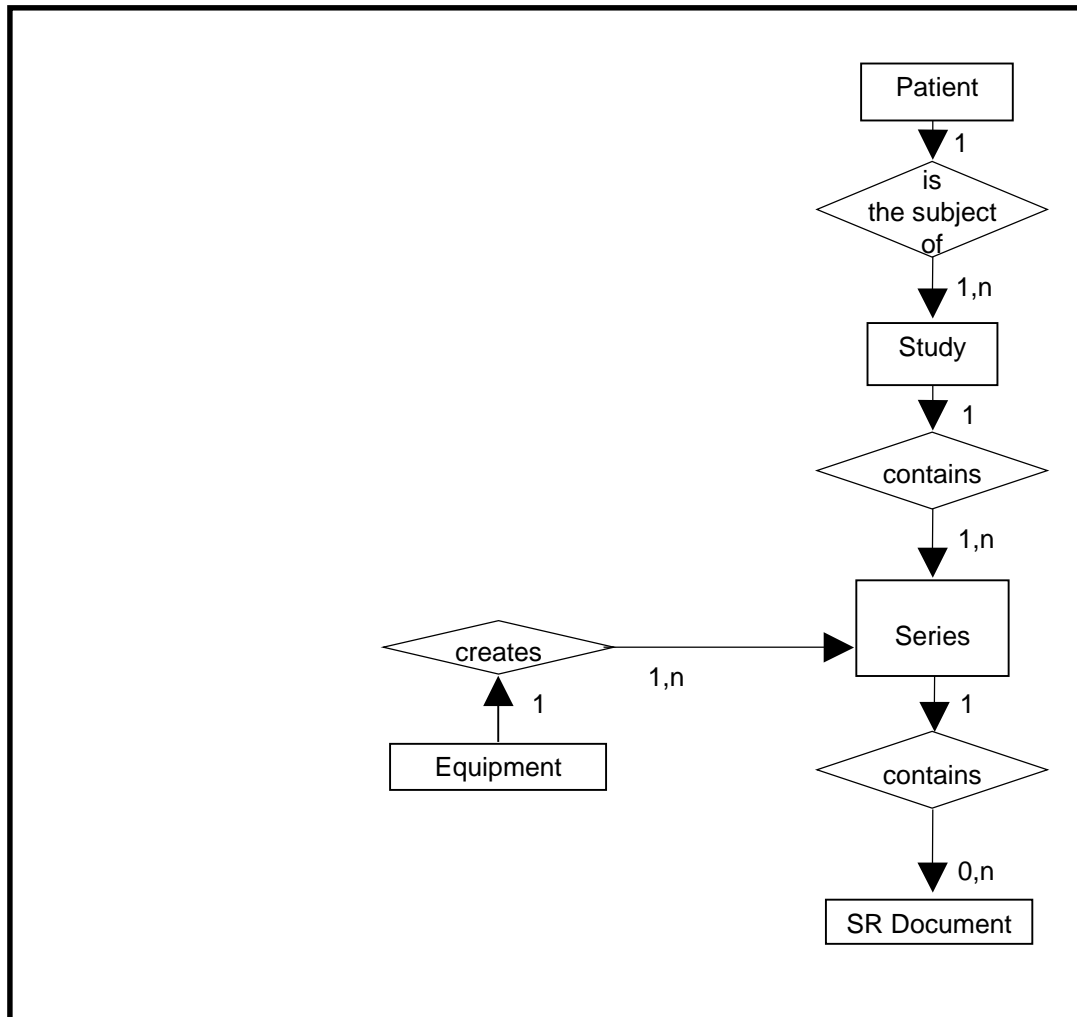 Patient
1
is
the subject
of
1,n
Study
1
contains
1,n
Series
creates
1,n
1
Equipment
1
contains
0,n
SR Document